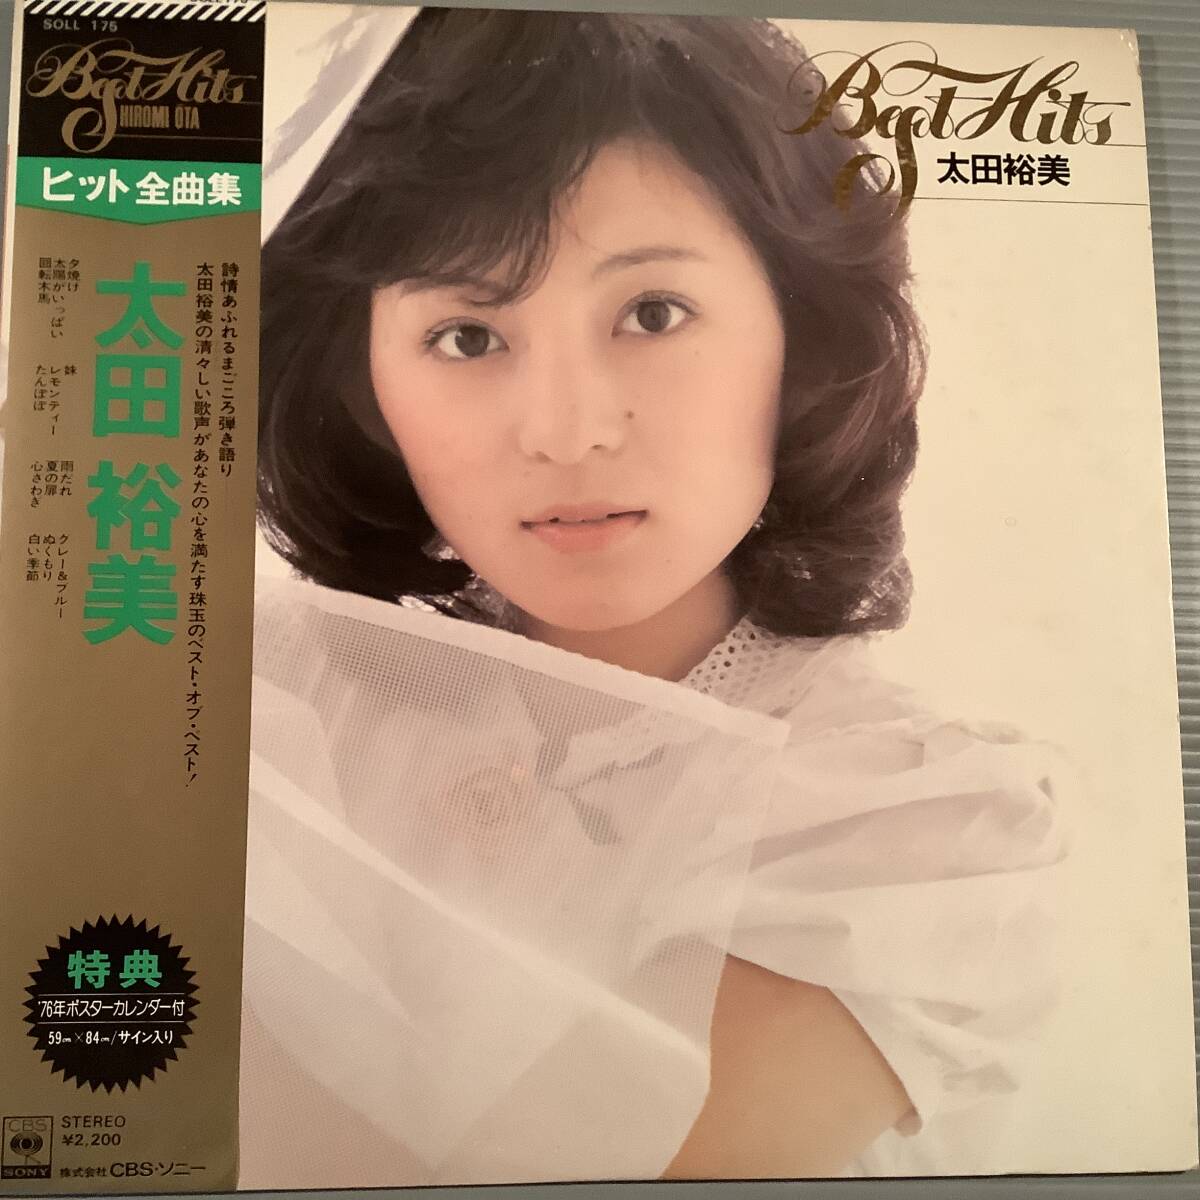 SOLL 175
Best Hits
HIROMI OTA
ヒット全曲集
太田裕美
詩情あふれるまごころ弾き語り
太田裕美の清々しい歌声があなたの心を満たす珠玉のベスト・オブ・ベスト!
夕焼け
太陽がいっぱい
回転木馬
妹
レモンティー
たんぽぽ
雨だれ
夏の扉
心さわぎ
グレー&ブルー
ぬくもり
白い季節
特典
'76年ポスターカレンダー付
59cm×84cm/サイン入り
CBS
SONY
STEREO
¥2,200
株式会社CBS・ソニー
Best Hits
太田裕美